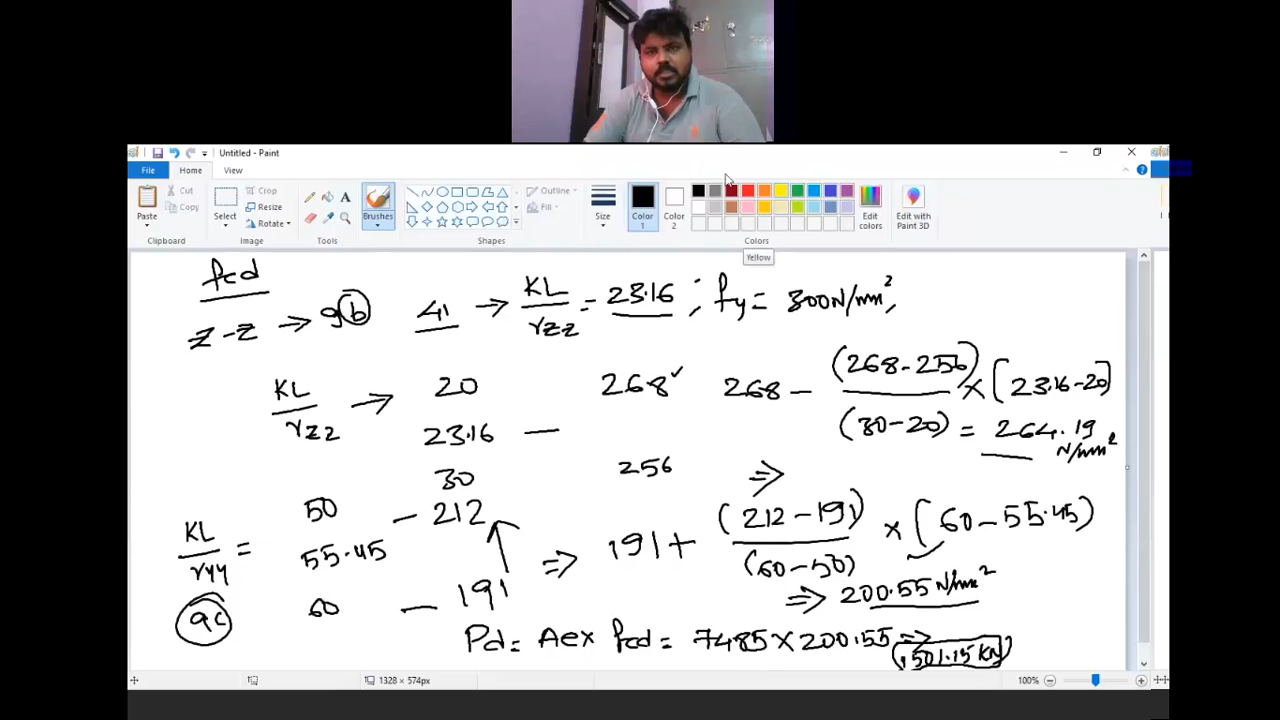 Untitled - Paint
File Home View
Paste Cut Copy Select Crop Resize Rotate A Brushes Outline Fill Size Color 1 Color 2 Edit colors Edit with Paint 3D
Clipboard Image Tools Shapes Colors
Yellow
fcd
z-z → 9(b) 41 → KL/rzz = 23.16 ; fy = 300N/mm²,
KL/rzz → 20 268✓ 268 - (268-256)/(30-20) × (23.16-20)
23.16 — = 264.19 N/mm²
30 256 ⇒
KL/ryy = 50 - 212
55.45 ⇒ 191 + (212-191)/(60-50) × (60-55.45)
9c 60 — 191 ⇒ 200.55 N/mm²
Pd = Ae x fcd = 7485 × 200.55 ⇒ 1501.15 KN
1328 × 574px 100%